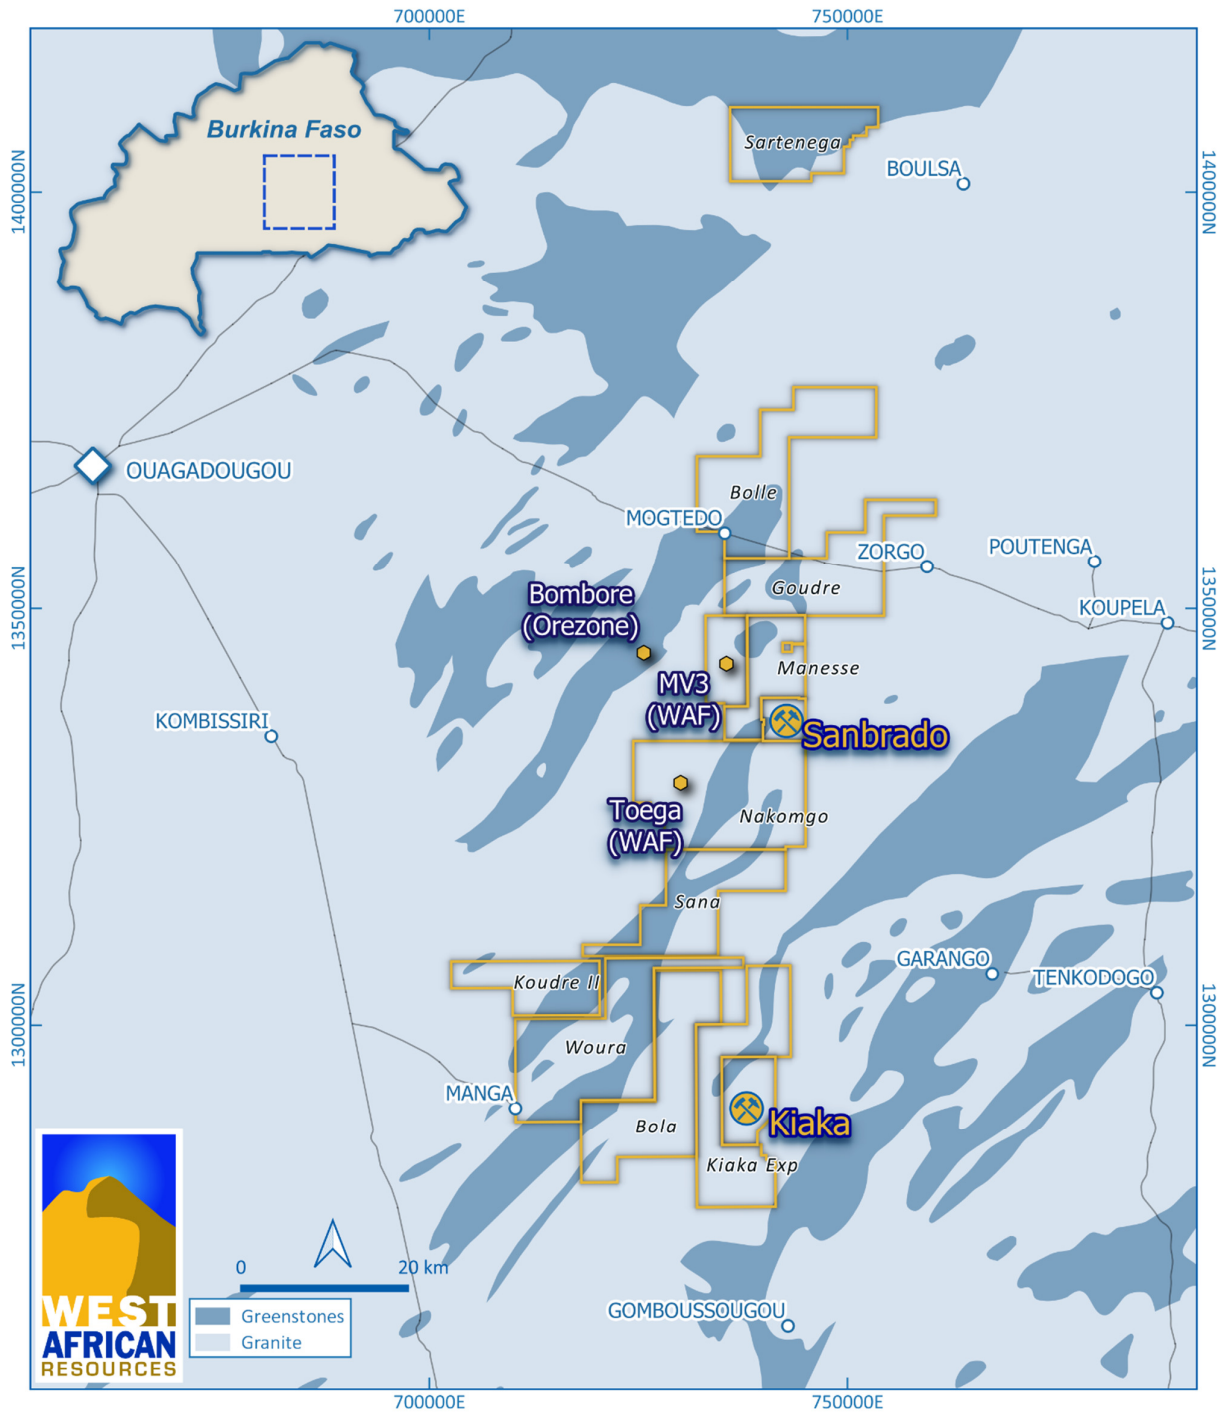 700000E
750000E
Burkina Faso
Sartenega
BOULSA
1400000N
1400000N
OUAGADOUGOU
Bolle
MOGTEDO
ZORGO
POUTENGA
Goudre
KOUPELA
1350000N
1350000N
Bombore
(Orezone)
Manesse
MV3
(WAF)
KOMBISSIRI
Sanbrado
Toega
(WAF)
Nakomgo
Sana
GARANGO
TENKODOGO
Koudre II
1300000N
1300000N
Woura
MANGA
Bola
Kiaka
Kiaka Exp
0
20 km
WEST
AFRICAN
RESOURCES
Greenstones
Granite
GOMBOUSSOUGOU
700000E
750000E